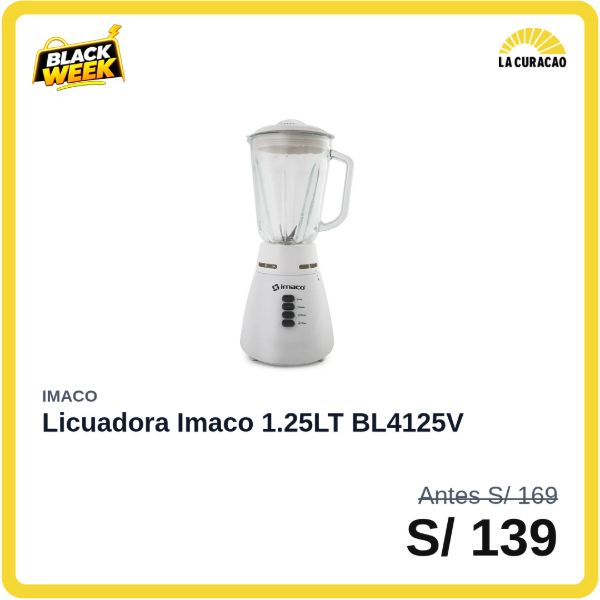 BLACK
WEEK
LA CURACAO
imaco
IMACO
Licuadora Imaco 1.25LT BL4125V
Antes S/ 169
S/ 139